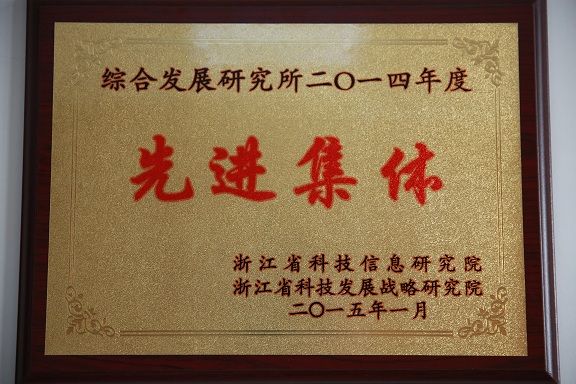 综合发展研究所二〇一四年度
先进集体
浙江省科技信息研究院
浙江省科技发展战略研究院
二〇一五年一月